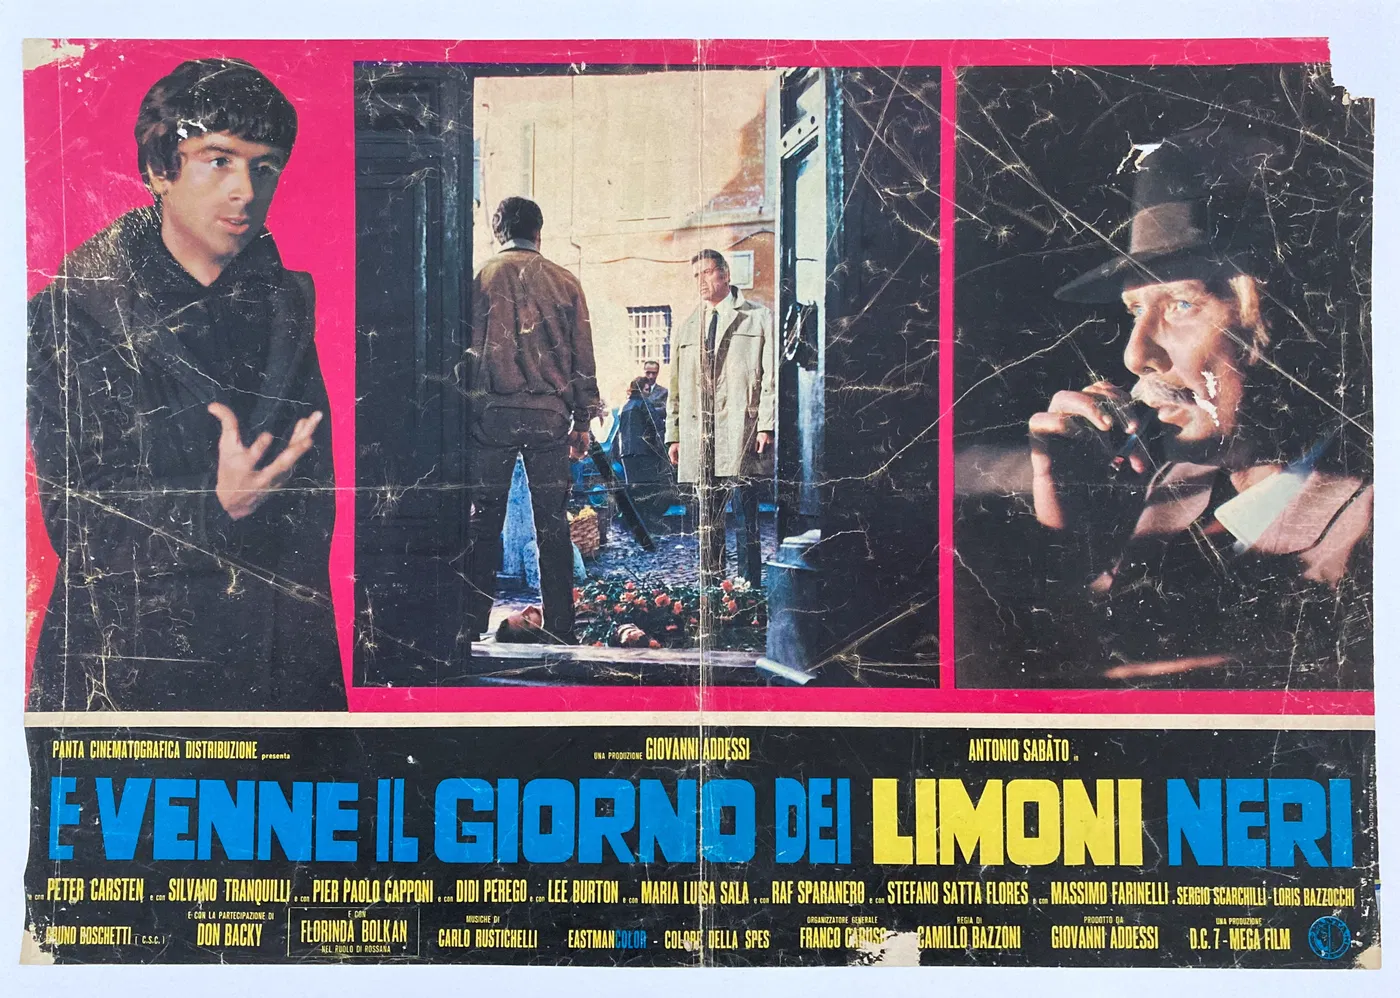 PANTA CINEMATOGRAFICA DISTRIBUZIONE presenta
UNA PRODUZIONE GIOVANNI ADDESSI
ANTONIO SABÀTO in
E VENNE IL GIORNO DEI LIMONI NERI
e con PETER CARSTEN e con SILVANO TRANQUILLI e con PIER PAOLO CAPPONI e con DIDI PEREGO e con LEE BURTON e con MARIA LUISA SALA e con RAF SPARANERO e con STEFANO SATTA FLORES e con MASSIMO FARINELLI . SERGIO SCARCHILLI - LORIS BAZZOCCHI
BRUNO BOSCHETTI ( C.S.C. )
E CON LA PARTECIPAZIONE DI
DON BACKY
E CON
FLORINDA BOLKAN
NEL RUOLO DI ROSSANA
MUSICHE DI
CARLO RUSTICHELLI
EASTMANCOLOR - COLORE DELLA SPES
ORGANIZZATORE GENERALE
FRANCO CARUSO
REGIA DI
CAMILLO BAZZONI
PRODOTTO DA
GIOVANNI ADDESSI
UNA PRODUZIONE
D.C. 7 - MEGA FILM